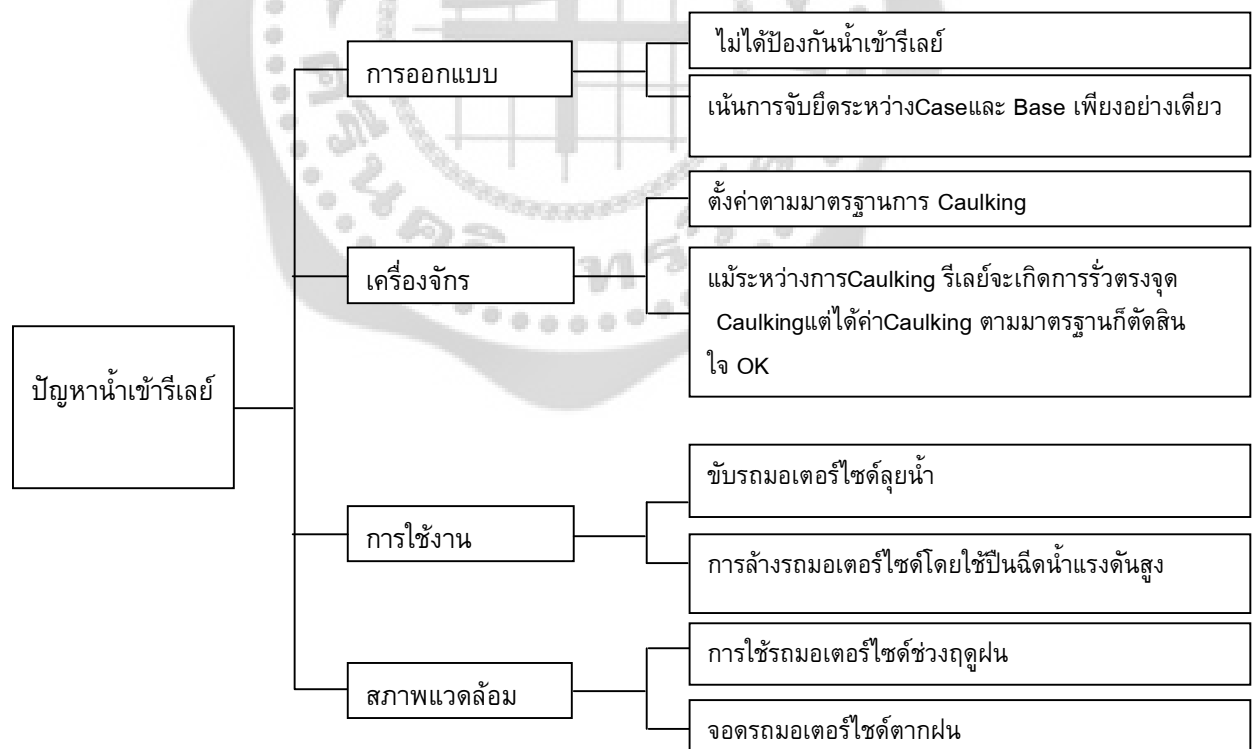 ไม่ได้ป้องกันน้ำเข้ารีเลย์
การออกแบบ
เน้นการจับยึดระหว่างCaseและ Base เพียงอย่างเดียว
ตั้งค่าตามมาตรฐานการ Caulking
เครื่องจักร
แม้ระหว่างการCaulking รีเลย์จะเกิดการรั่วตรงจุด
Caulkingแต่ได้ค่าCaulking ตามมาตรฐานก็ตัดสิน
ใจ OK
ปัญหาน้ำเข้ารีเลย์
ขับรถมอเตอร์ไซด์ลุยน้ำ
การใช้งาน
การล้างรถมอเตอร์ไซด์โดยใช้ปืนฉีดน้ำแรงดันสูง
การใช้รถมอเตอร์ไซด์ช่วงฤดูฝน
สภาพแวดล้อม
จอดรถมอเตอร์ไชด์ตากฝน